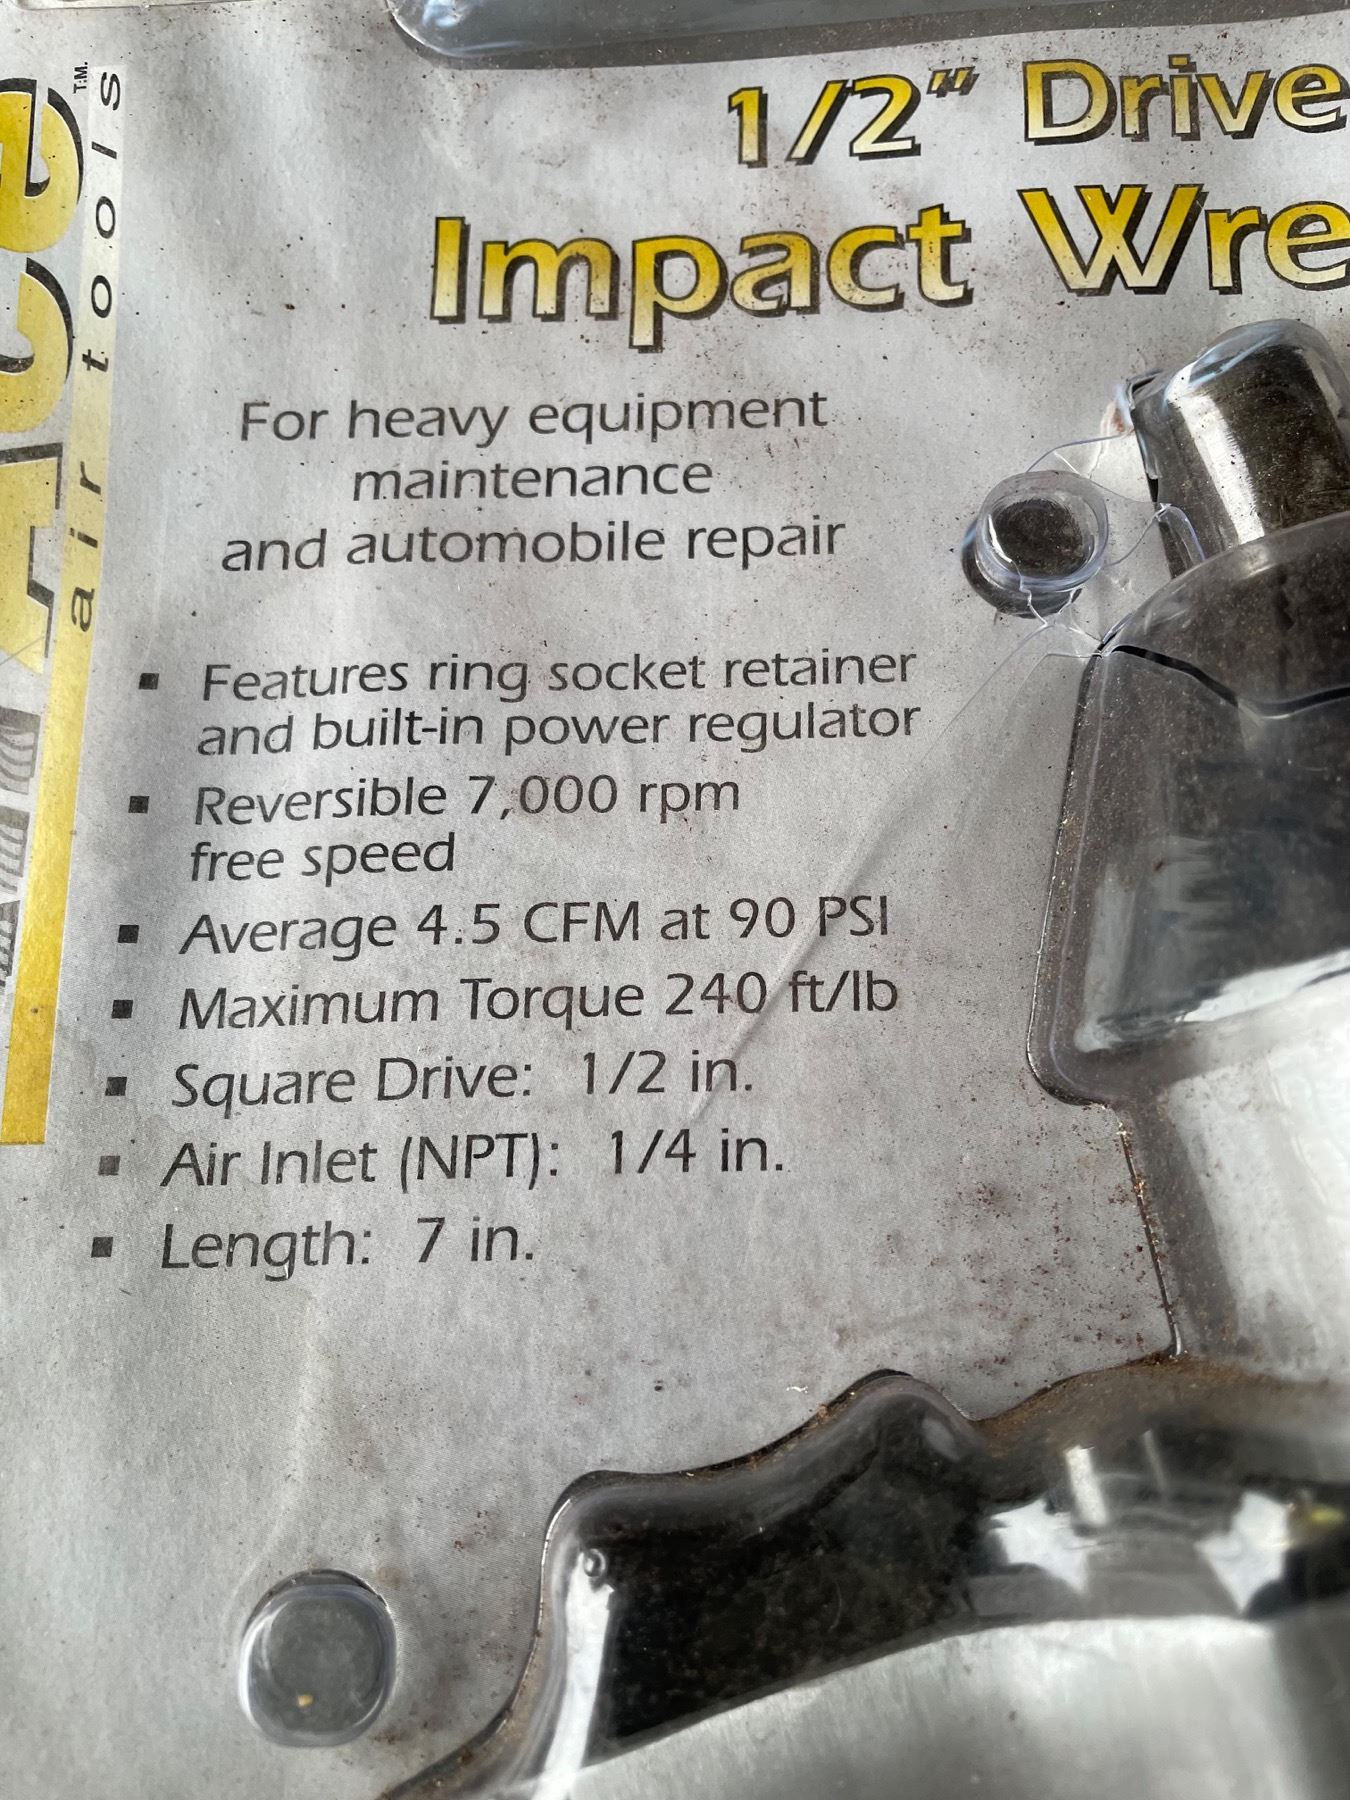 1/2" Drive
Impact Wre
Ace T.M.
air tools
For heavy equipment
maintenance
and automobile repair
▪ Features ring socket retainer
and built-in power regulator
▪ Reversible 7,000 rpm
free speed
▪ Average 4.5 CFM at 90 PSI
▪ Maximum Torque 240 ft/lb
▪ Square Drive: 1/2 in.
▪ Air Inlet (NPT): 1/4 in.
▪ Length: 7 in.